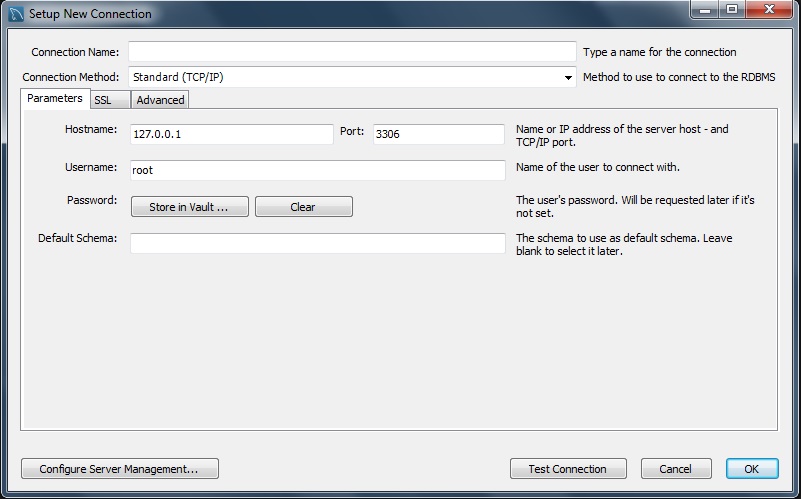 Setup New Connection
Connection Name: Type a name for the connection
Connection Method: Standard (TCP/IP) Method to use to connect to the RDBMS
Parameters SSL Advanced
Hostname: 127.0.0.1 Port: 3306 Name or IP address of the server host - and
TCP/IP port.
Username: root Name of the user to connect with.
Password: Store in Vault ... Clear The user's password. Will be requested later if it's
not set.
Default Schema: The schema to use as default schema. Leave
blank to select it later.
Configure Server Management... Test Connection Cancel OK